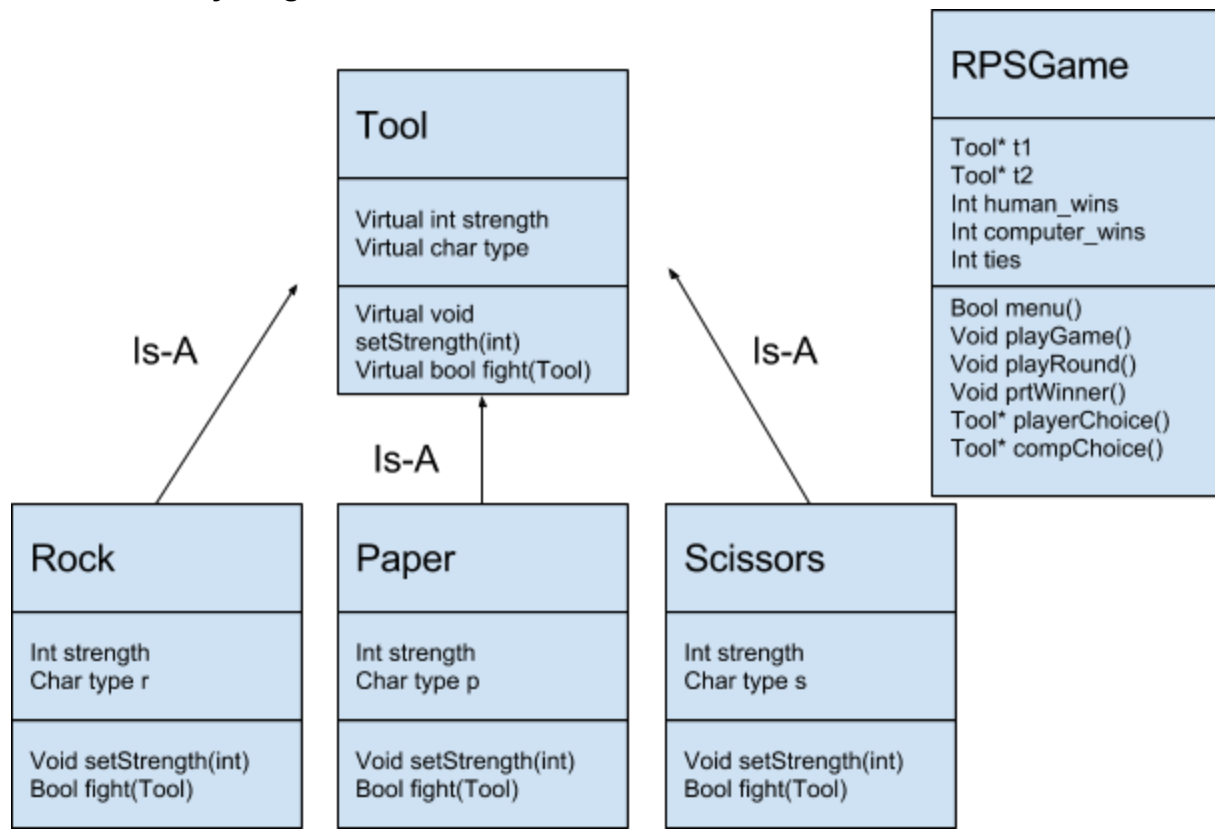 RPSGame
Tool* t1
Tool* t2
Int human_wins
Int computer_wins
Int ties
Bool menu()
Void playGame()
Void playRound()
Void prtWinner()
Tool* playerChoice()
Tool* compChoice()
Tool
Virtual int strength
Virtual char type
Virtual void
setStrength(int)
Virtual bool fight(Tool)
Is-A
Is-A
Is-A
Rock
Int strength
Char type r
Void setStrength(int)
Bool fight(Tool)
Paper
Int strength
Char type p
Void setStrength(int)
Bool fight(Tool)
Scissors
Int strength
Char type s
Void setStrength(int)
Bool fight(Tool)